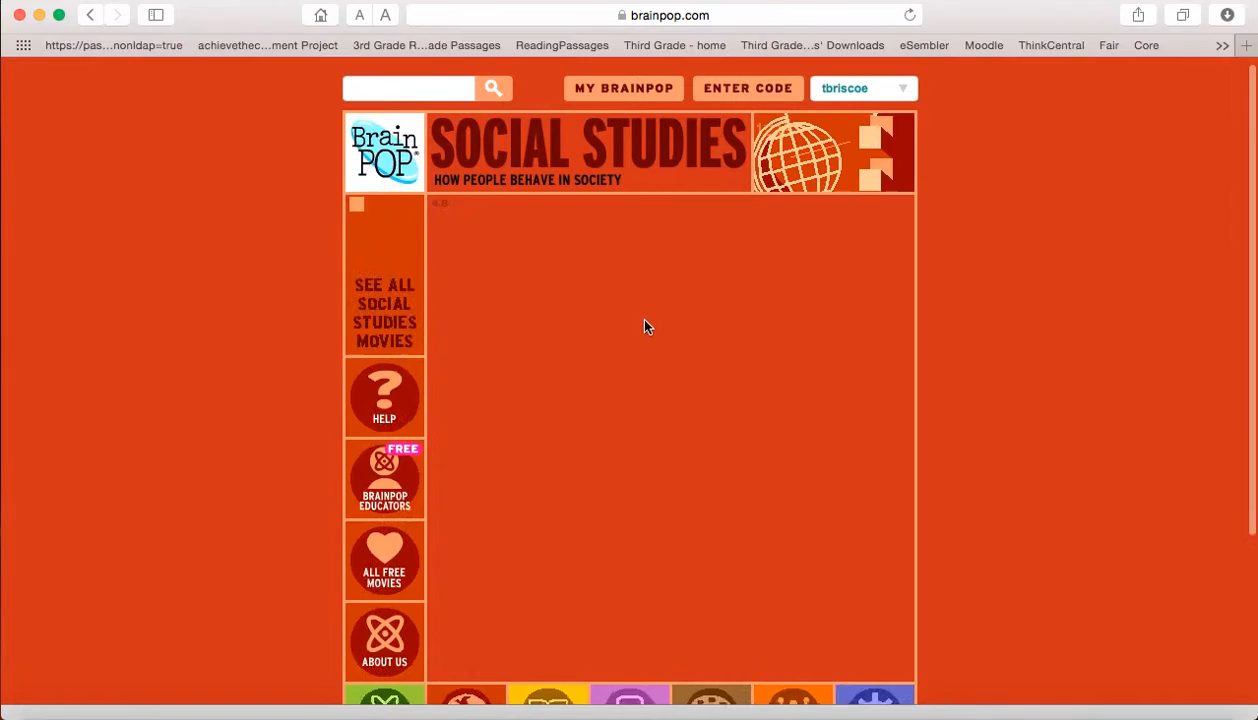 brainpop.com
https://pas...nonldap=true achievethec...ment Project 3rd Grade R...ade Passages ReadingPassages Third Grade - home Third Grade...s' Downloads eSembler Moodle ThinkCentral Fair Core
A A
MY BRAINPOP ENTER CODE tbriscoe
Brain POP®
SOCIAL STUDIES
HOW PEOPLE BEHAVE IN SOCIETY
SEE ALL
SOCIAL
STUDIES
MOVIES
?
HELP
FREE
BRAINPOP
EDUCATORS
ALL FREE
MOVIES
ABOUT US